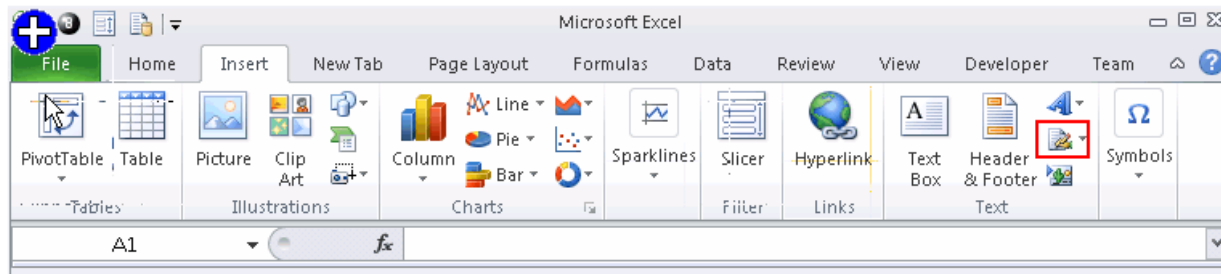 Microsoft Excel
File Home Insert New Tab Page Layout Formulas Data Review View Developer Team
PivotTable Table Picture Clip Art Column Line Pie Bar Sparklines Slicer Hyperlink Text Box Header & Footer Symbols
Tables Illustrations Charts Filter Links Text
A1 fx